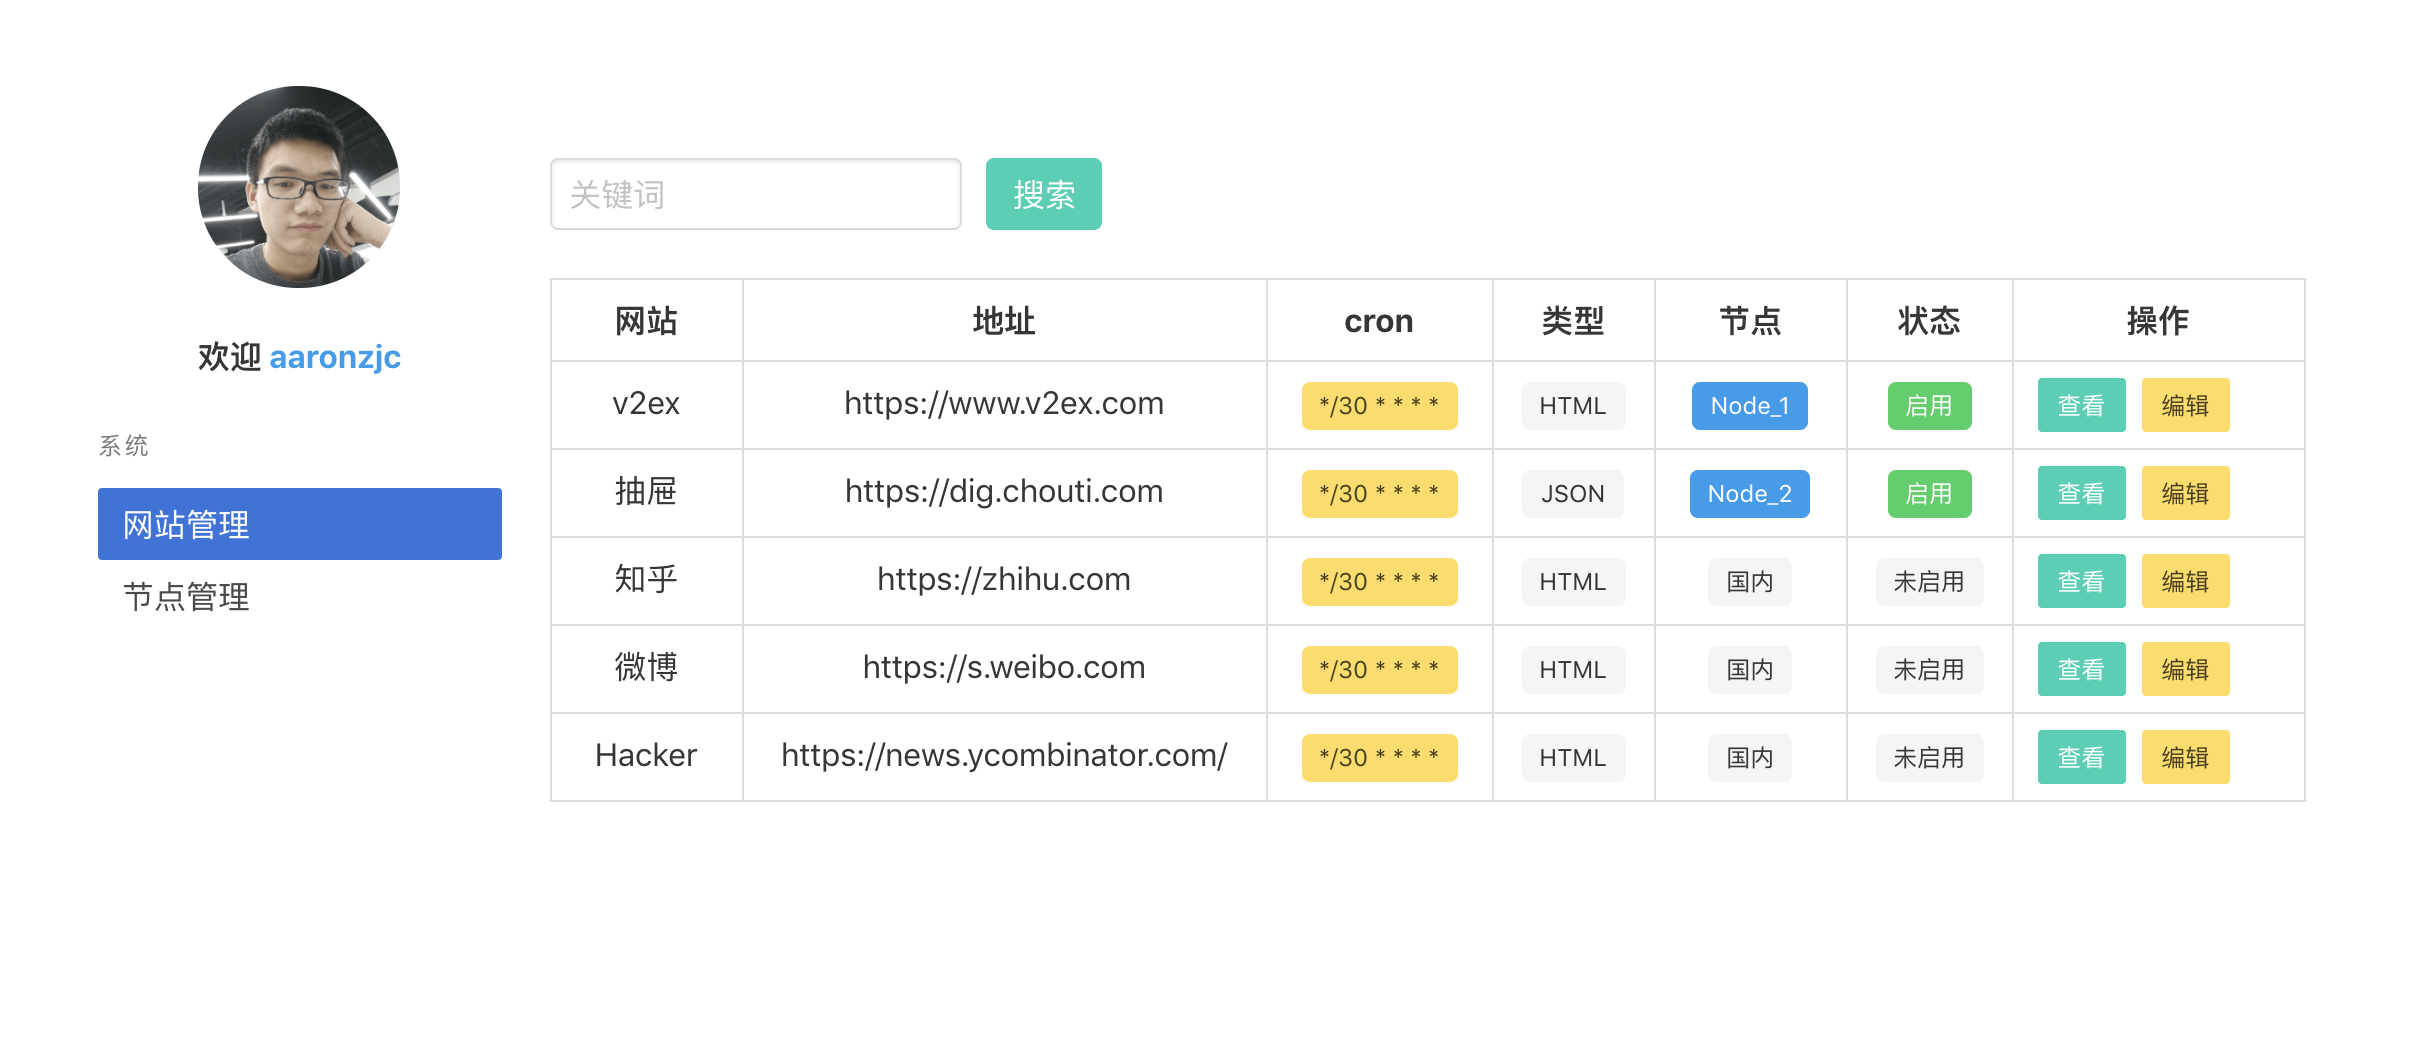 欢迎 aaronzjc
系统
网站管理
节点管理
关键词 搜索
网站 地址 cron 类型 节点 状态 操作
v2ex https://www.v2ex.com */30 * * * * HTML Node_1 启用 查看 编辑
抽屉 https://dig.chouti.com */30 * * * * JSON Node_2 启用 查看 编辑
知乎 https://zhihu.com */30 * * * * HTML 国内 未启用 查看 编辑
微博 https://s.weibo.com */30 * * * * HTML 国内 未启用 查看 编辑
Hacker https://news.ycombinator.com/ */30 * * * * HTML 国内 未启用 查看 编辑